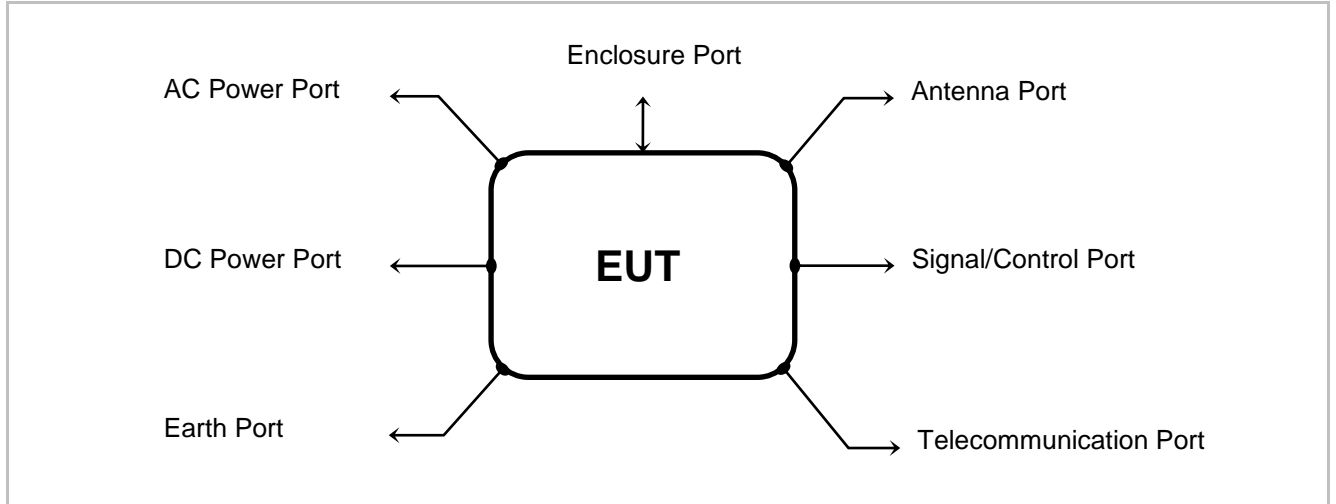 Enclosure Port
AC Power Port
Antenna Port
DC Power Port
EUT
Signal/Control Port
Earth Port
Telecommunication Port